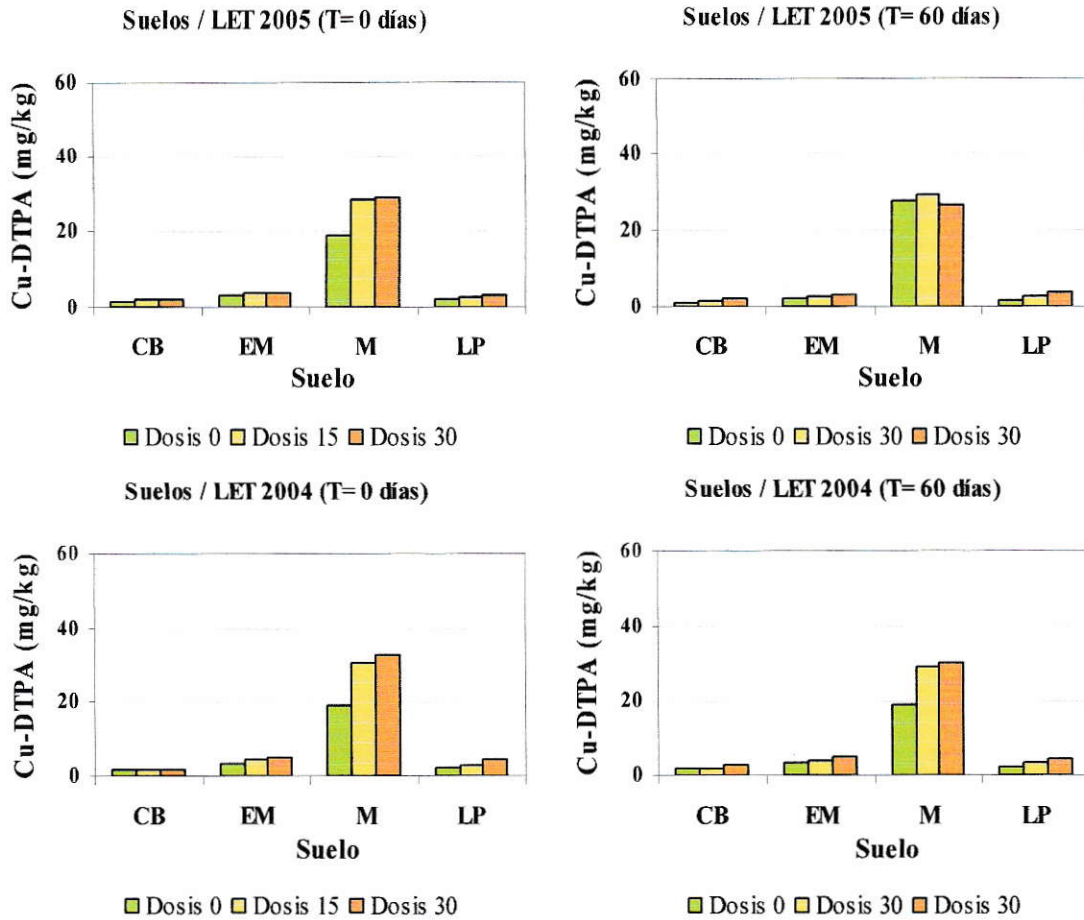 Suelos / LET 2005 (T= 0 días)
Cu-DTPA (mg/kg)
60
40
20
0
CB EM M LP
Suelo
Dosis 0 Dosis 15 Dosis 30
Suelos / LET 2005 (T= 60 días)
Cu-DTPA (mg/kg)
60
40
20
0
CB EM M LP
Suelo
Dosis 0 Dosis 30 Dosis 30
Suelos / LET 2004 (T= 0 días)
Cu-DTPA (mg/kg)
60
40
20
0
CB EM M LP
Suelo
Dosis 0 Dosis 15 Dosis 30
Suelos / LET 2004 (T= 60 días)
Cu-DTPA (mg/kg)
60
40
20
0
CB EM M LP
Suelo
Dosis 0 Dosis 30 Dosis 30